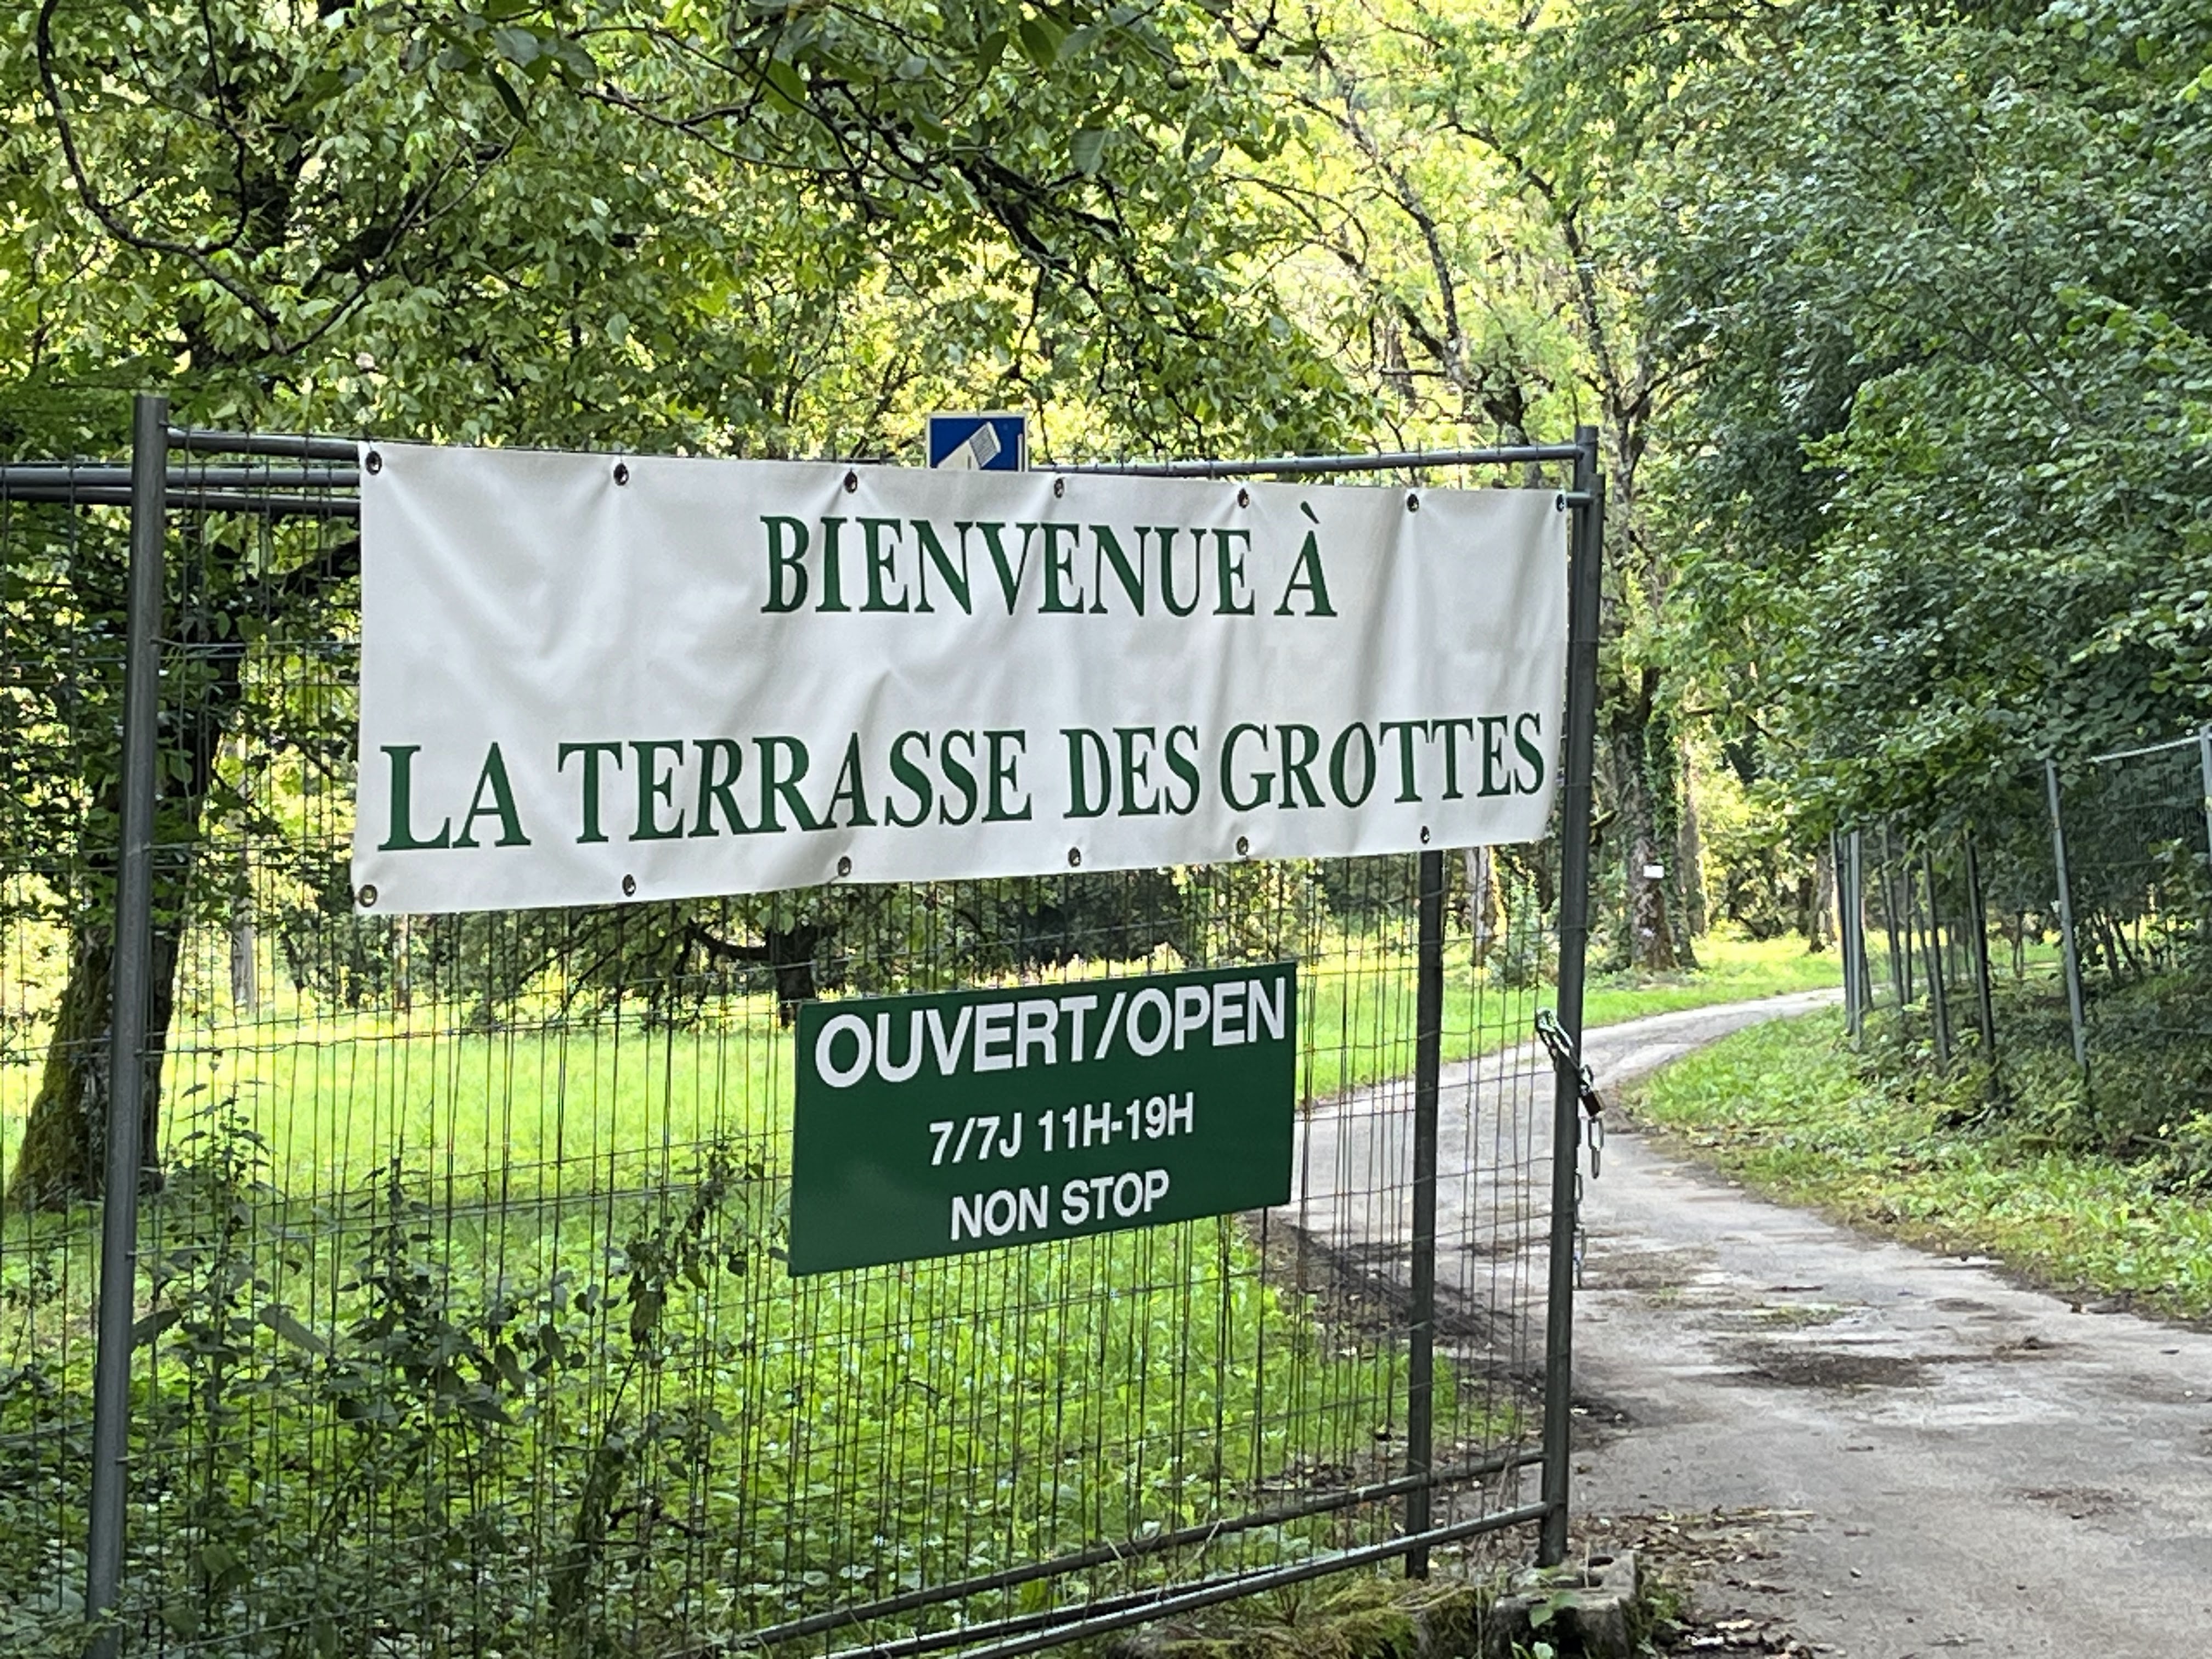 BIENVENUE À
LA TERRASSE DES GROTTES
OUVERT/OPEN
7/7J 11H-19H
NON STOP